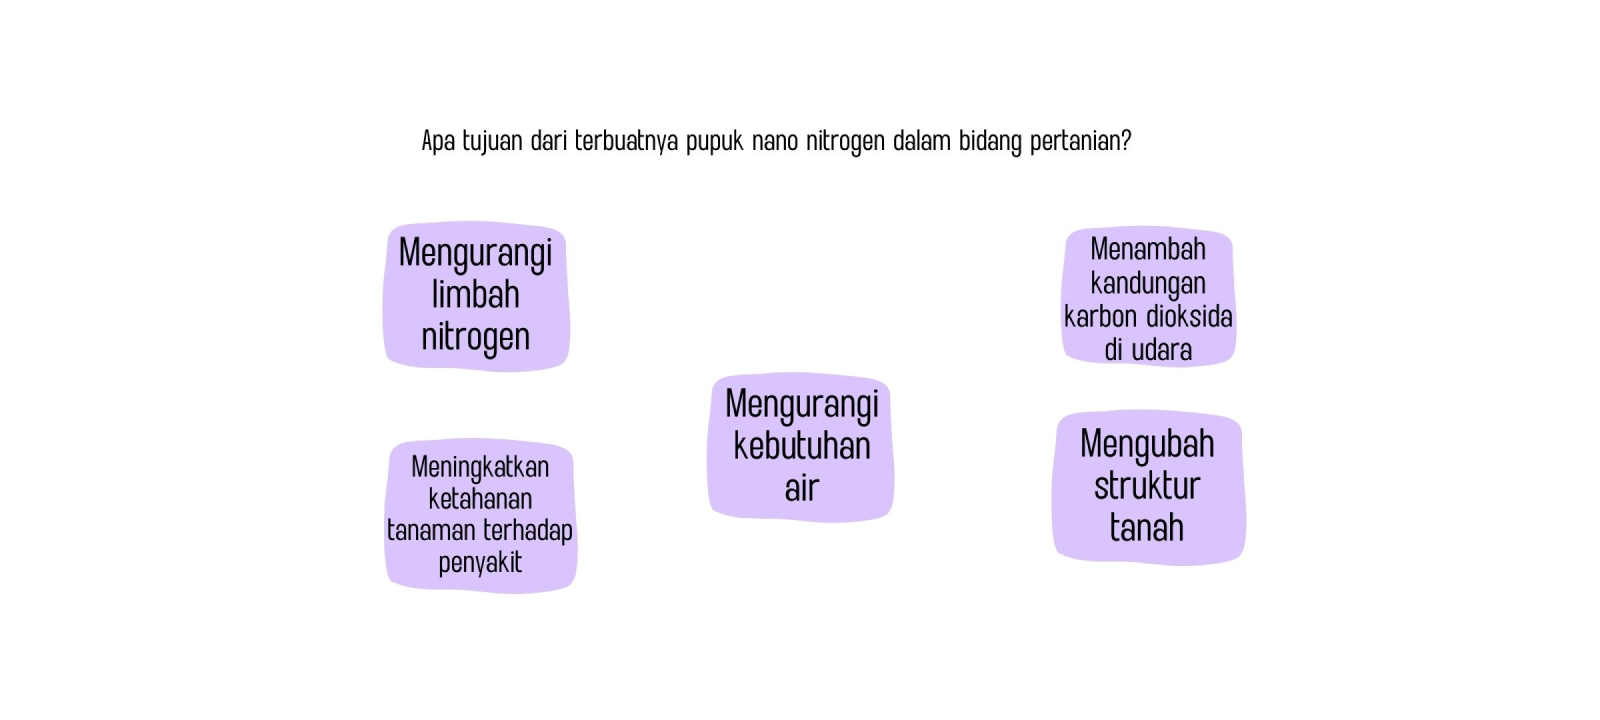 Apa tujuan dari terbuatnya pupuk nano nitrogen dalam bidang pertanian?
Mengurangi
limbah
nitrogen
Menambah
kandungan
karbon dioksida
di udara
Mengurangi
kebutuhan
air
Meningkatkan
ketahanan
tanaman terhadap
penyakit
Mengubah
struktur
tanah